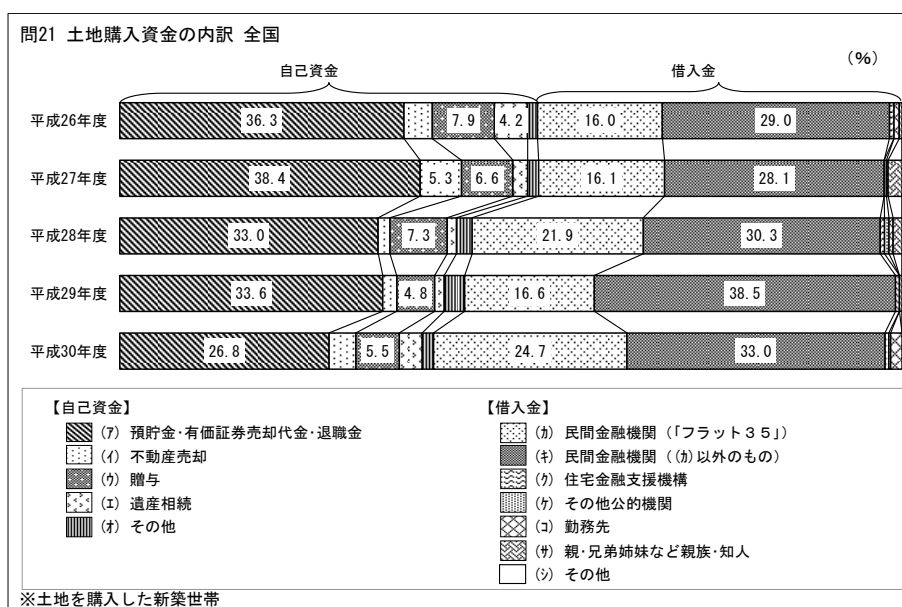 問21 土地購入資金の内訳 全国
(%)
自己資金 借入金
平成26年度 36.3 7.9 4.2 16.0 29.0
平成27年度 38.4 5.3 6.6 16.1 28.1
平成28年度 33.0 7.3 21.9 30.3
平成29年度 33.6 4.8 16.6 38.5
平成30年度 26.8 5.5 24.7 33.0
【自己資金】
(ア) 預貯金・有価証券売却代金・退職金
(イ) 不動産売却
(ウ) 贈与
(エ) 遺産相続
(オ) その他
【借入金】
(カ) 民間金融機関(「フラット35」)
(キ) 民間金融機関((カ)以外のもの)
(ク) 住宅金融支援機構
(ケ) その他公的機関
(コ) 勤務先
(サ) 親・兄弟姉妹など親族・知人
(シ) その他
※土地を購入した新築世帯